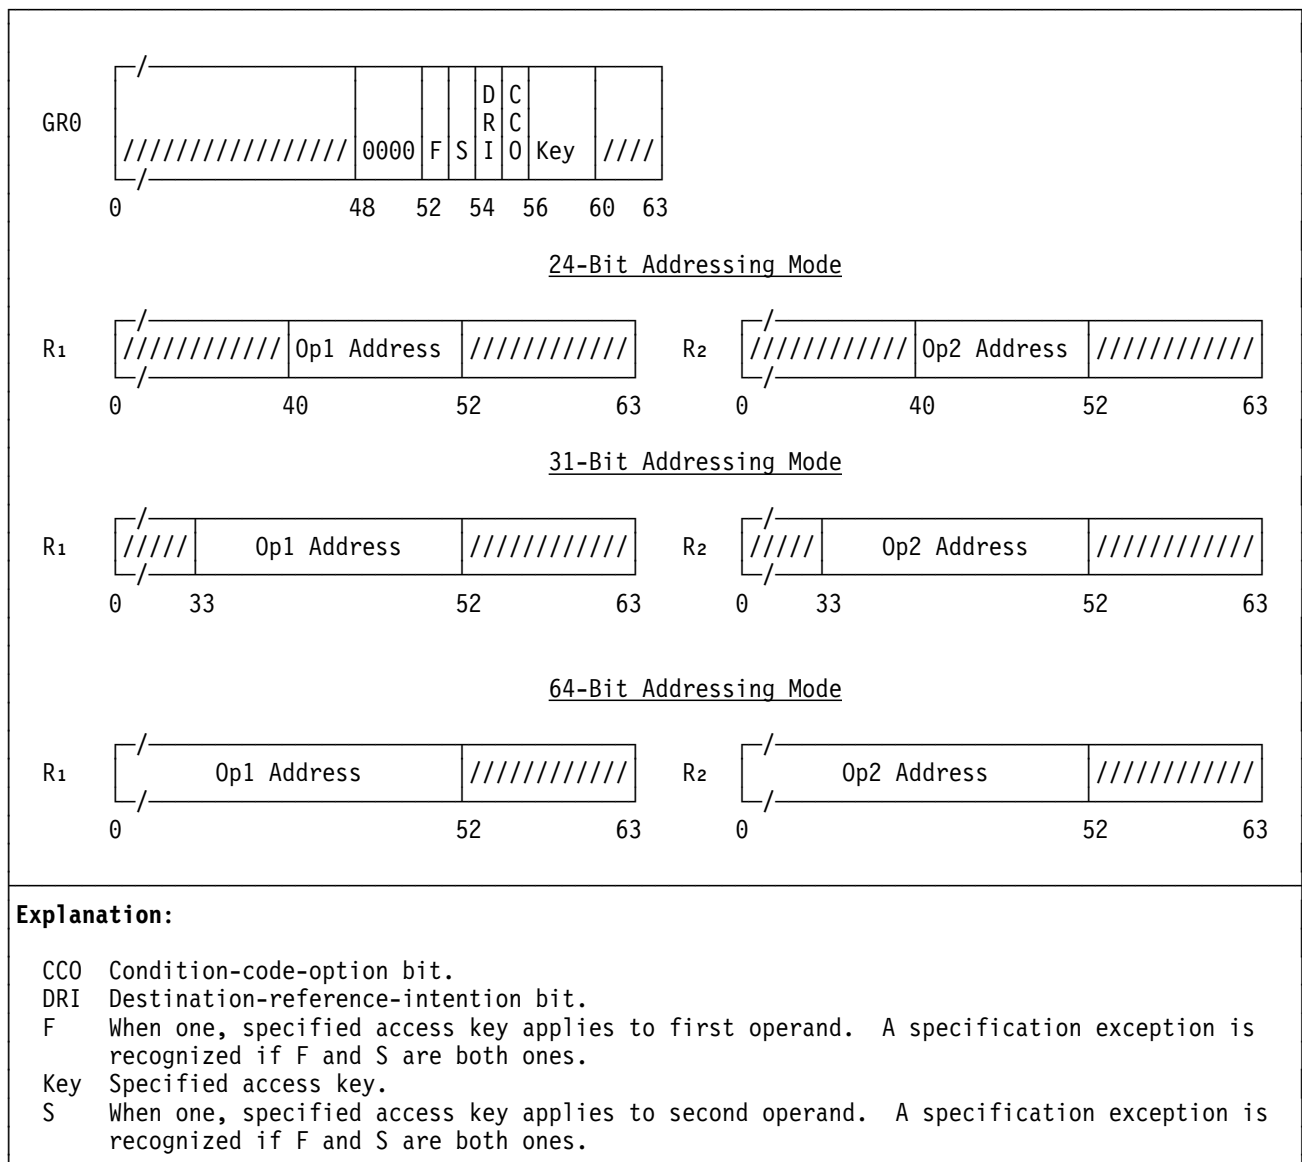 D C
GR0 R C
///////////////// 0000 F S I O Key ////
0 48 52 54 56 60 63
24-Bit Addressing Mode
R₁ //////////// Op1 Address //////////// R₂ //////////// Op2 Address ////////////
0 40 52 63 0 40 52 63
31-Bit Addressing Mode
R₁ ///// Op1 Address //////////// R₂ ///// Op2 Address ////////////
0 33 52 63 0 33 52 63
64-Bit Addressing Mode
R₁ Op1 Address //////////// R₂ Op2 Address ////////////
0 52 63 0 52 63
Explanation:
CCO Condition-code-option bit.
DRI Destination-reference-intention bit.
F When one, specified access key applies to first operand. A specification exception is
recognized if F and S are both ones.
Key Specified access key.
S When one, specified access key applies to second operand. A specification exception is
recognized if F and S are both ones.